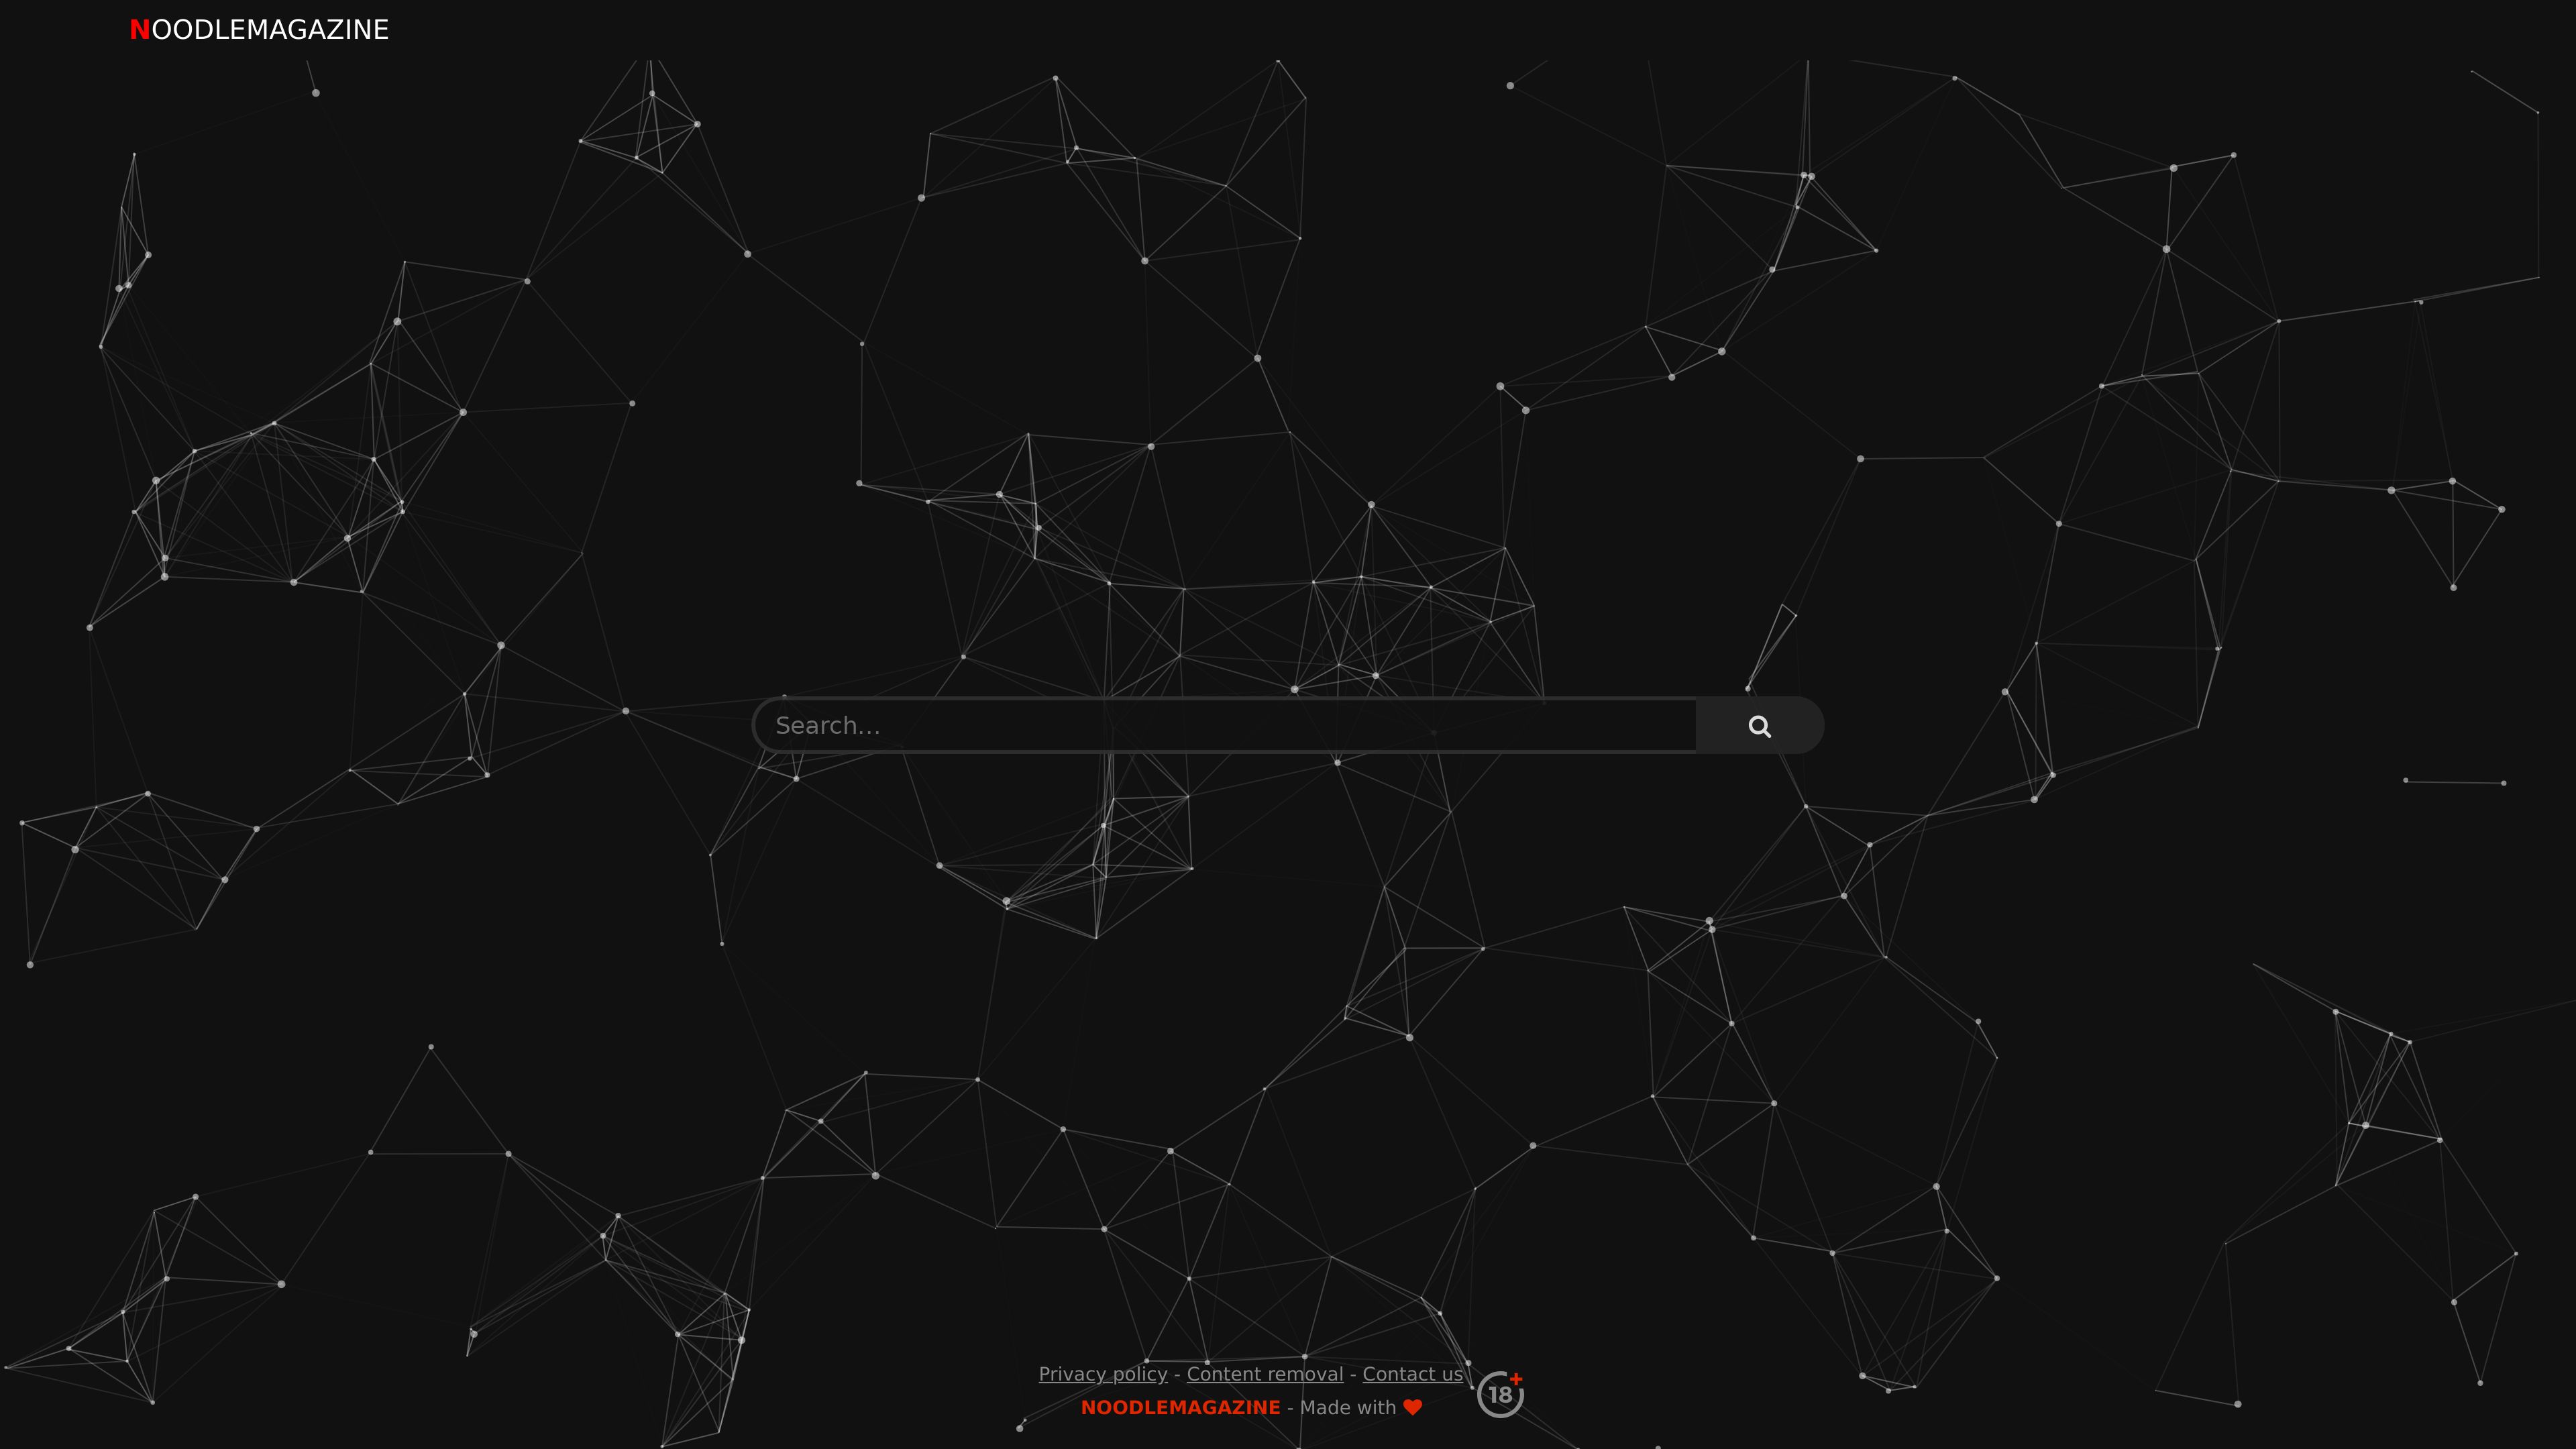 NOODLEMAGAZINE
Search...
Privacy policy - Content removal - Contact us
18+
NOODLEMAGAZINE - Made with ❤